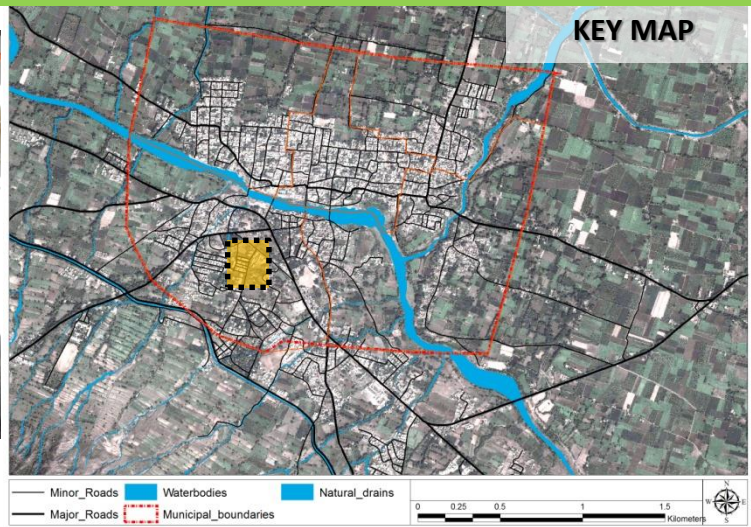 KEY MAP
Minor_Roads Waterbodies Natural_drains
Major_Roads Municipal_boundaries
0 0.25 0.5 1 1.5
Kilometers
N
W E
S